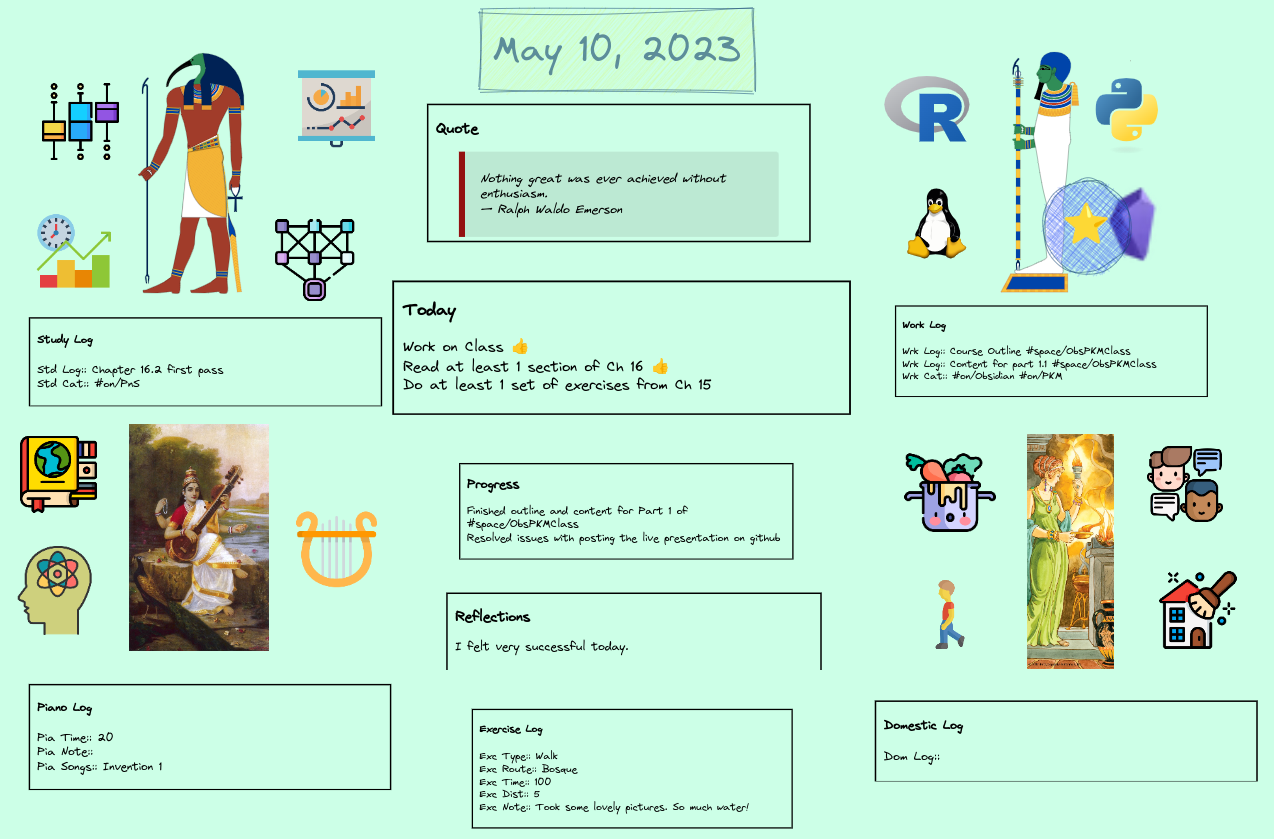 May 10, 2023
Quote
Nothing great was ever achieved without
enthusiasm.
— Ralph Waldo Emerson
R
Today
Work on Class 👍
Read at least 1 section of Ch 16 👍
Do at least 1 set of exercises from Ch 15
Study Log
Std Log:: Chapter 16.2 first pass
Std Cat:: #on/PnS
Work Log
Wrk Log:: Course Outline #space/ObsPKMClass
Wrk Log:: Content for part 1.1 #space/ObsPKMClass
Wrk Cat:: #on/Obsidian #on/PKM
Progress
Finished outline and content for Part 1 of
#space/ObsPKMClass
Resolved issues with posting the live presentation on github
Reflections
I felt very successful today.
Piano Log
Pia Time:: 20
Pia Note::
Pia Songs:: Invention 1
Exercise Log
Exc Type:: Walk
Exc Route:: Bosque
Exc Time:: 100
Exc Dist:: 5
Exc Note:: Took some lovely pictures. So much water!
Domestic Log
Dom Log::